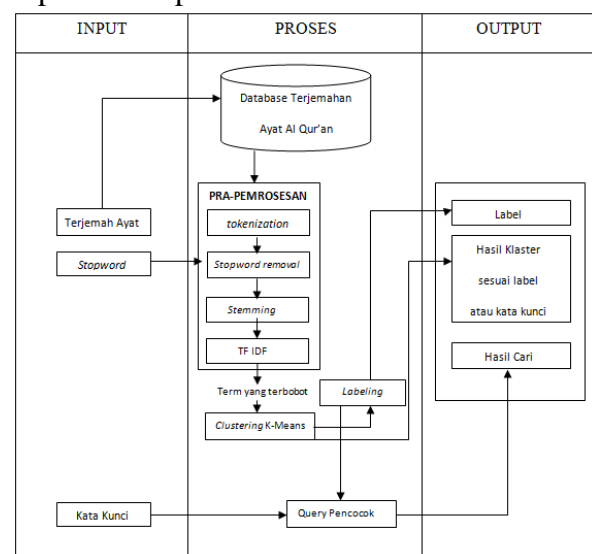 INPUT
PROSES
OUTPUT
Database Terjemahan
Ayat Al Qur'an
PRA-PEMROSESAN
tokenization
Stopword removal
Stemming
TF IDF
Terjemah Ayat
Stopword
Term yang terbobot
Clustering K-Means
Labeling
Label
Hasil Klaster
sesuai label
atau kata kunci
Hasil Cari
Kata Kunci
Query Pencocok